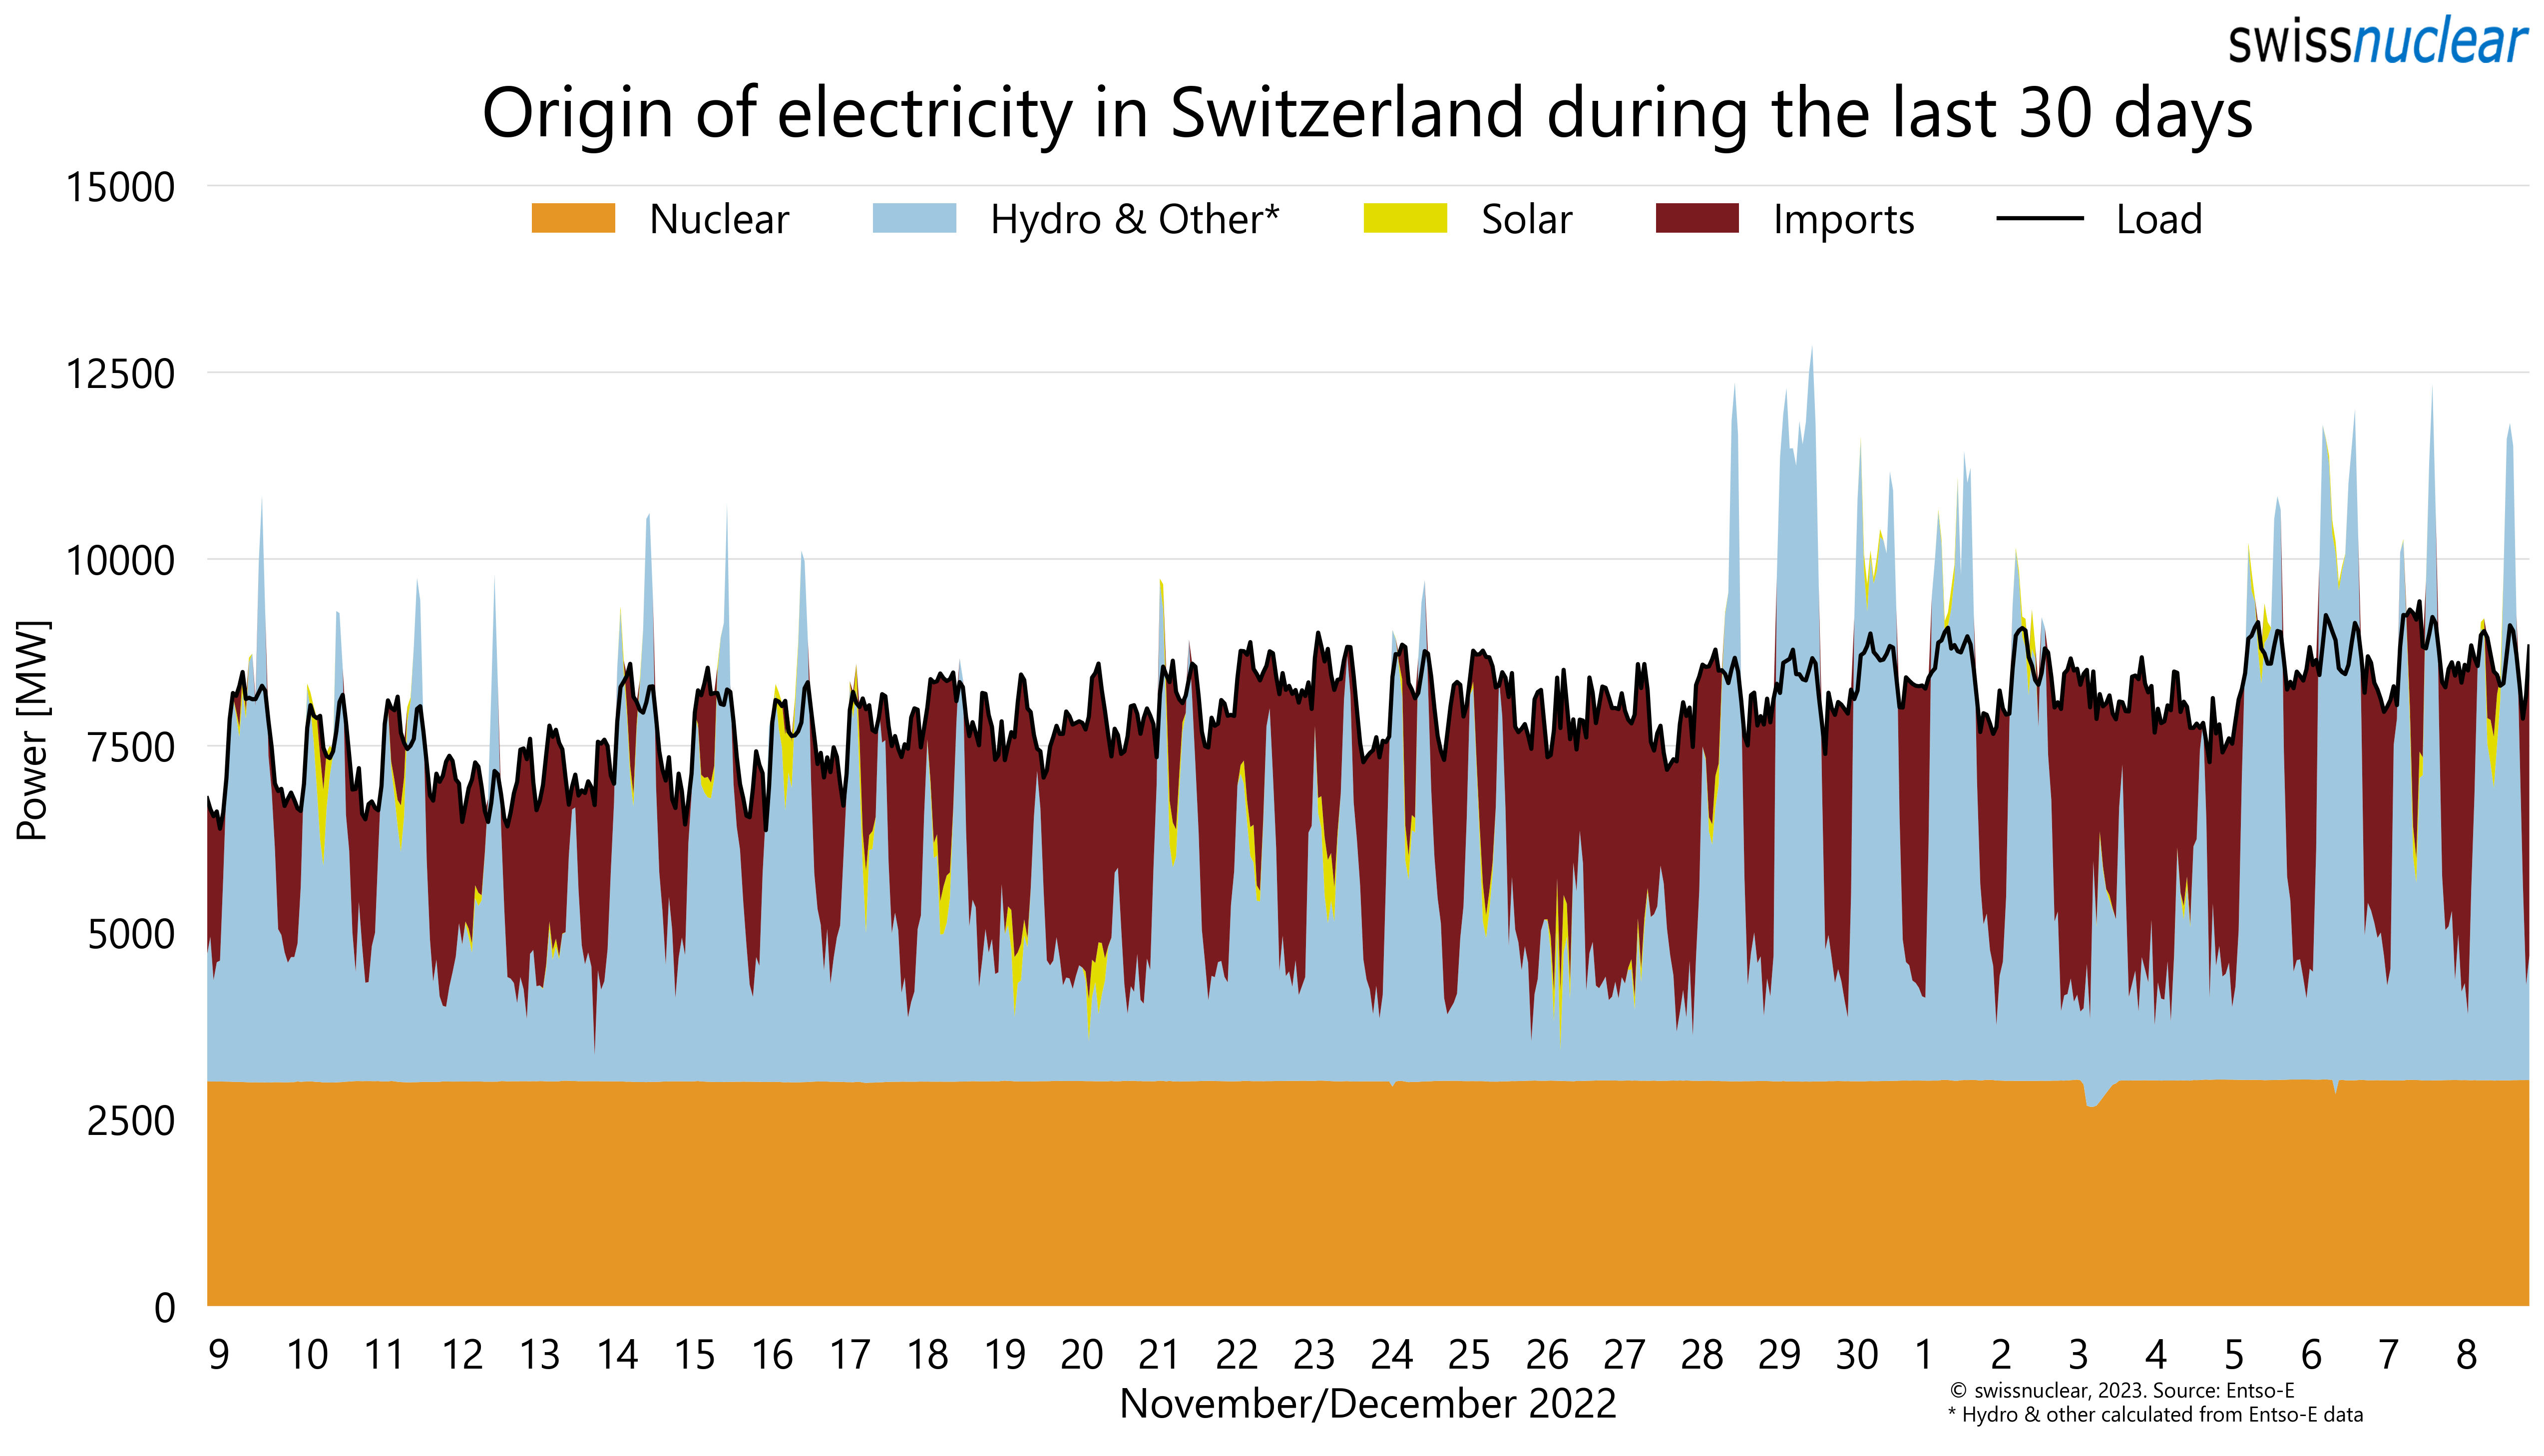 swissnuclear
Origin of electricity in Switzerland during the last 30 days
15000
Nuclear Hydro & Other* Solar Imports Load
12500
10000
7500
5000
2500
0
Power [MW]
9 10 11 12 13 14 15 16 17 18 19 20 21 22 23 24 25 26 27 28 29 30 1 2 3 4 5 6 7 8
November/December 2022
© swissnuclear, 2023. Source: Entso-E
* Hydro & other calculated from Entso-E data